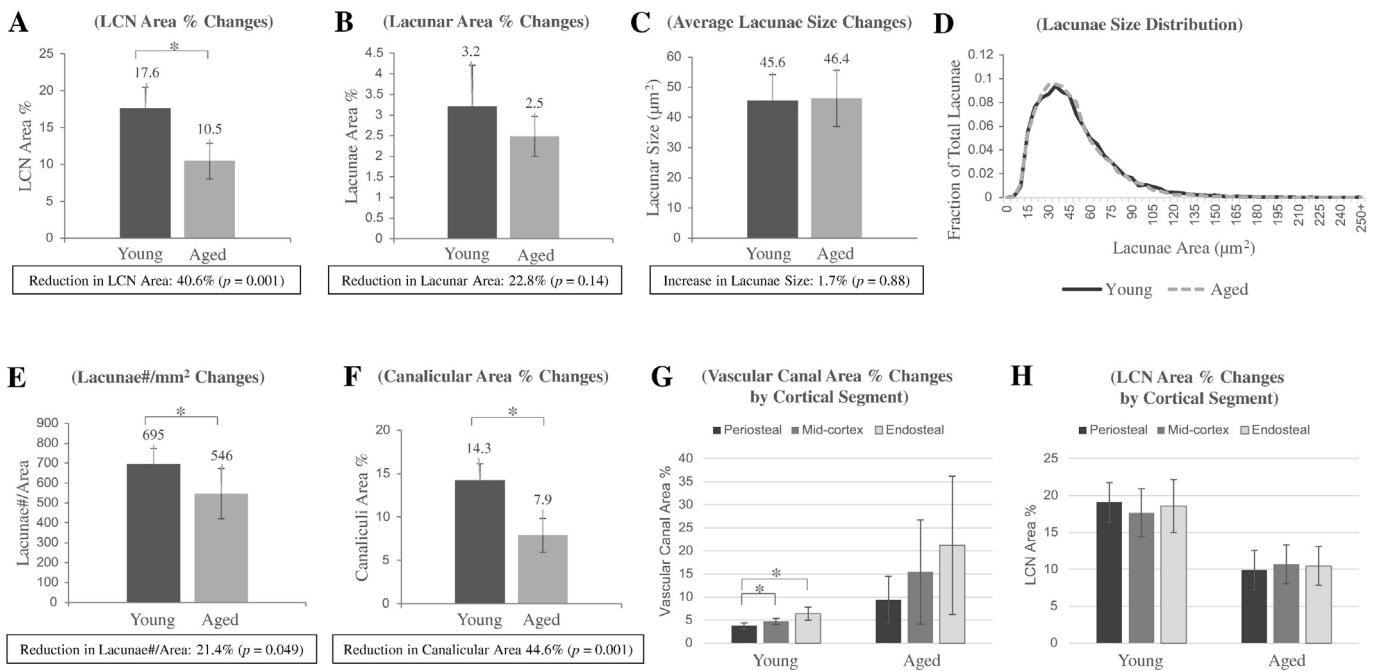 A
(LCN Area % Changes)
LCN Area %
25
20
15
10
5
0
*
17.6
10.5
Young
Aged
Reduction in LCN Area: 40.6% (p = 0.001)
B
(Lacunar Area % Changes)
Lacunae Area %
4.5
4
3.5
3
2.5
2
1.5
1
0.5
0
3.2
2.5
Young
Aged
Reduction in Lacunar Area: 22.8% (p = 0.14)
C
(Average Lacunae Size Changes)
Lacunar Size (µm²)
60
50
40
30
20
10
0
45.6
46.4
Young
Aged
Increase in Lacunae Size: 1.7% (p = 0.88)
D
(Lacunae Size Distribution)
Fraction of Total Lacunae
0.12
0.1
0.08
0.06
0.04
0.02
0
0
15
30
45
60
75
90
105
120
135
150
165
180
195
210
225
240
250+
Lacunae Area (µm²)
Young
Aged
E
(Lacunae#/mm² Changes)
Lacunae#/Area
900
800
700
600
500
400
300
200
100
0
*
695
546
Young
Aged
Reduction in Lacunae#/Area: 21.4% (p = 0.049)
F
(Canalicular Area % Changes)
Canaliculi Area %
20
15
10
5
0
*
14.3
7.9
Young
Aged
Reduction in Canalicular Area 44.6% (p = 0.001)
G
(Vascular Canal Area % Changes
by Cortical Segment)
Periosteal
Mid-cortex
Endosteal
Vascular Canal Area %
40
35
30
25
20
15
10
5
0
*
*
Young
Aged
H
(LCN Area % Changes
by Cortical Segment)
Periosteal
Mid-cortex
Endosteal
LCN Area %
25
20
15
10
5
0
Young
Aged